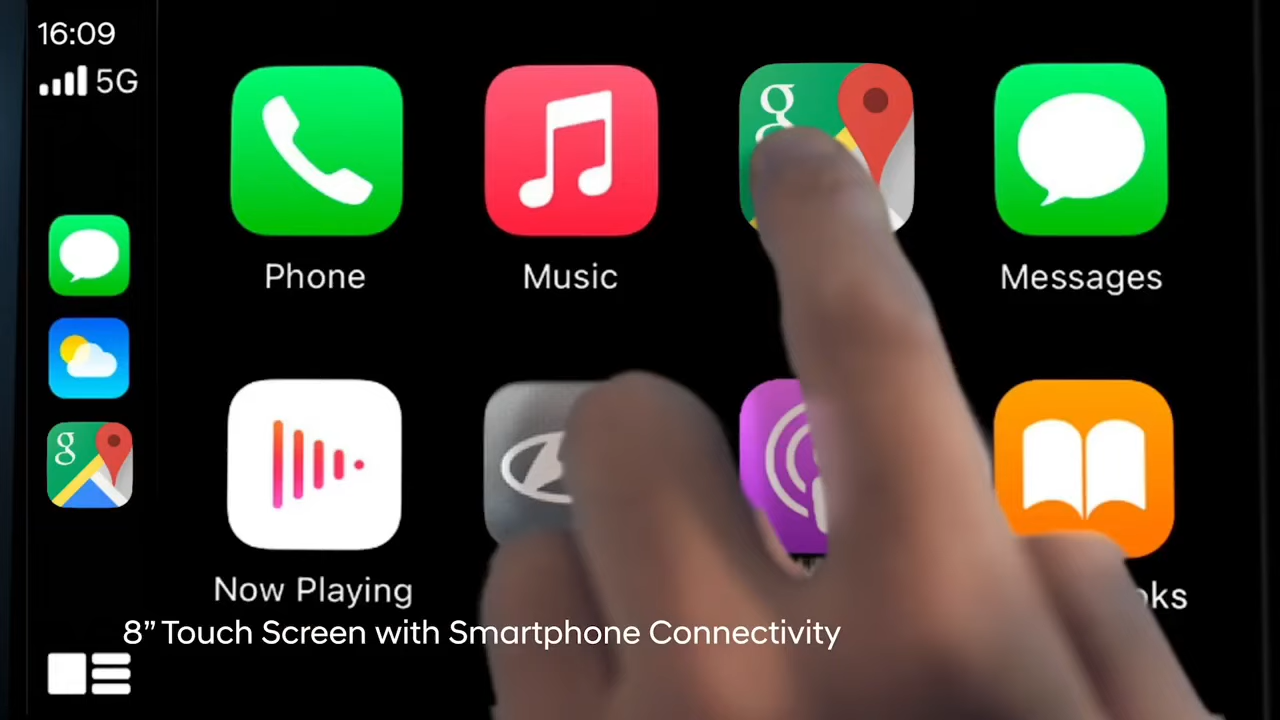 16:09
5G
Phone
Music
Messages
Now Playing
8” Touch Screen with Smartphone Connectivity
g
g